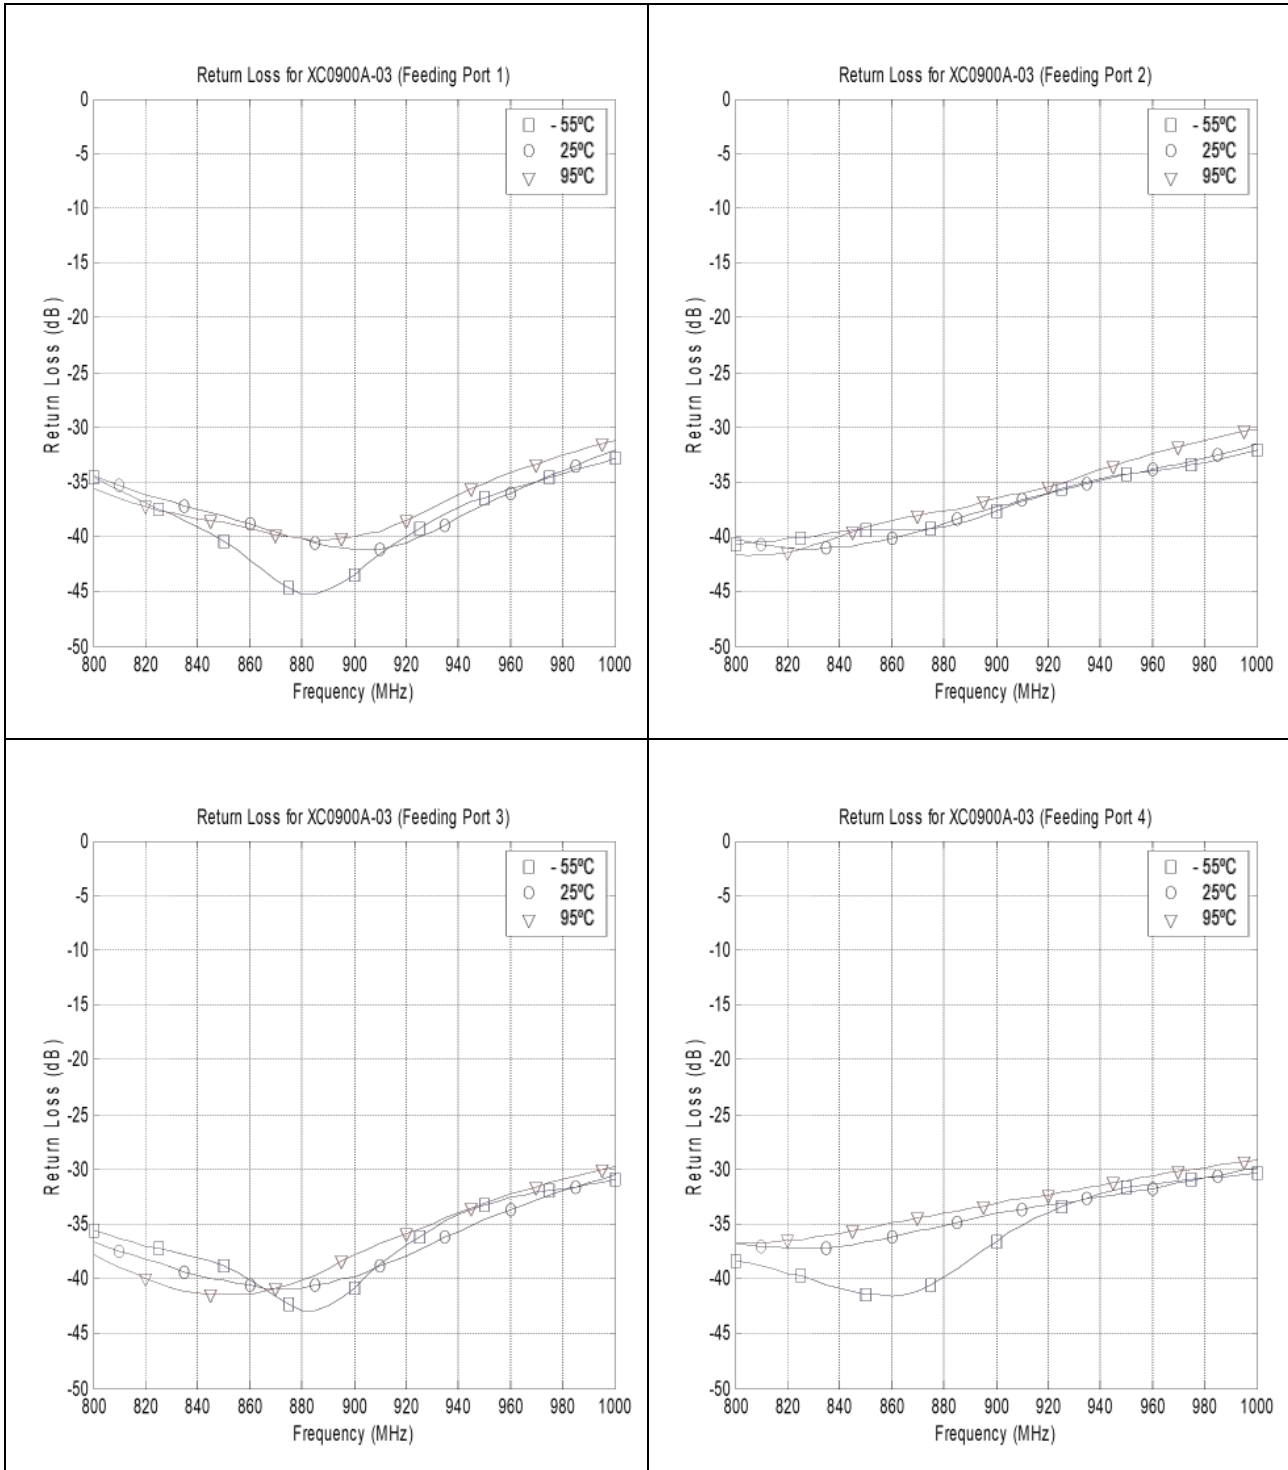 Return Loss for XC0900A-03 (Feeding Port 1)
0
-5
-10
-15
-20
-25
-30
-35
-40
-45
-50
Return Loss (dB)
- 55ºC
25ºC
95ºC
800 820 840 860 880 900 920 940 960 980 1000
Frequency (MHz)
Return Loss for XC0900A-03 (Feeding Port 2)
0
-5
-10
-15
-20
-25
-30
-35
-40
-45
-50
Return Loss (dB)
- 55ºC
25ºC
95ºC
800 820 840 860 880 900 920 940 960 980 1000
Frequency (MHz)
Return Loss for XC0900A-03 (Feeding Port 3)
0
-5
-10
-15
-20
-25
-30
-35
-40
-45
-50
Return Loss (dB)
- 55ºC
25ºC
95ºC
800 820 840 860 880 900 920 940 960 980 1000
Frequency (MHz)
Return Loss for XC0900A-03 (Feeding Port 4)
0
-5
-10
-15
-20
-25
-30
-35
-40
-45
-50
Return Loss (dB)
- 55ºC
25ºC
95ºC
800 820 840 860 880 900 920 940 960 980 1000
Frequency (MHz)